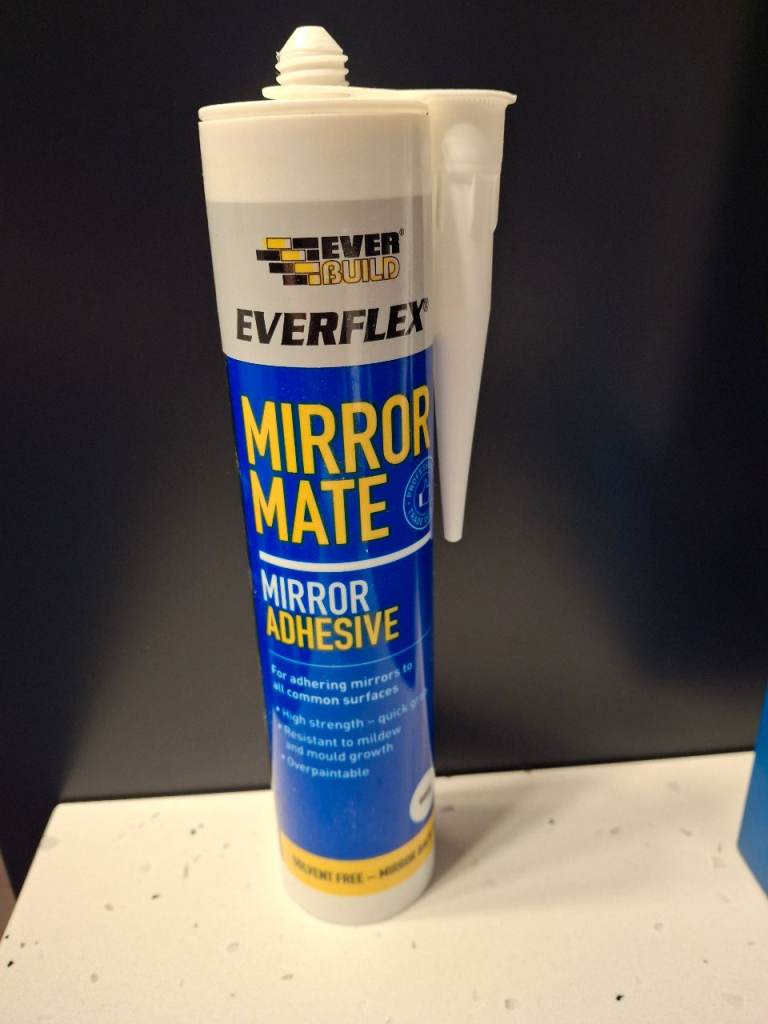 EVER
BUILD
EVERFLEX®
MIRROR
MATE
MIRROR
ADHESIVE
For adhering mirrors to
all common surfaces
• High strength – quick
• Resistant to mildew
and mould growth
• Overpaintable
SOLVENT FREE – MIRROR